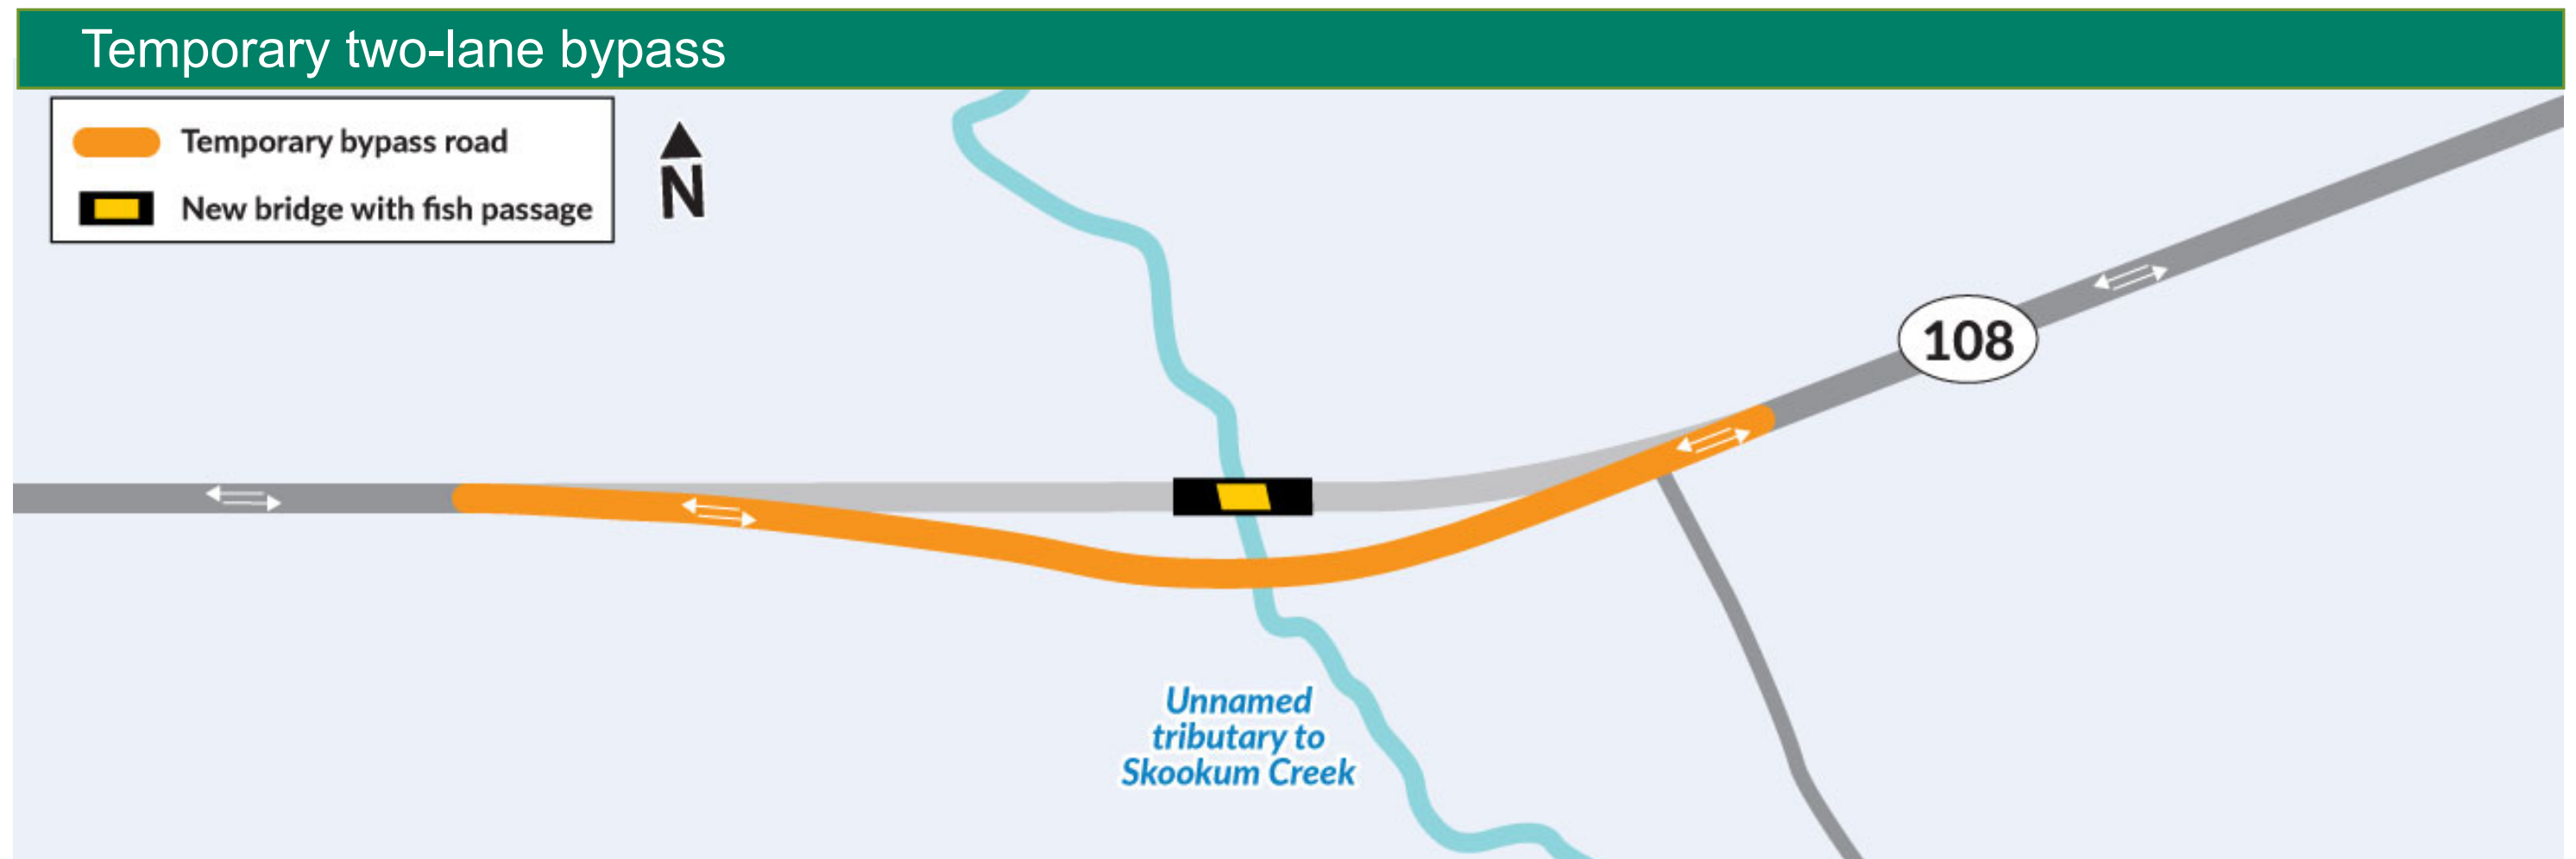 Temporary two-lane bypass
Temporary bypass road
New bridge with fish passage
N
108
Unnamed
tributary to
Skookum Creek